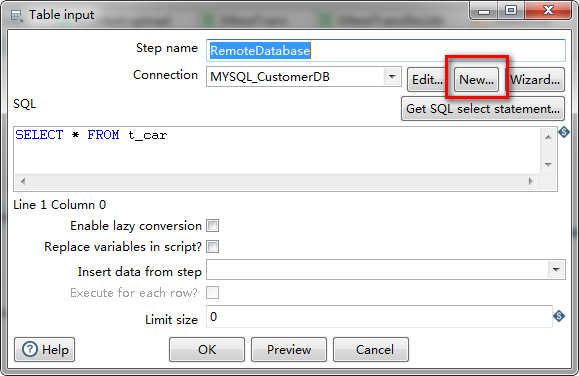 Table input
Step name RemoteDatabase
Connection MYSQL_CustomerDB Edit... New... Wizard...
SQL Get SQL select statement...
SELECT * FROM t_car
Line 1 Column 0
Enable lazy conversion
Replace variables in script?
Insert data from step
Execute for each row?
Limit size 0
Help OK Preview Cancel